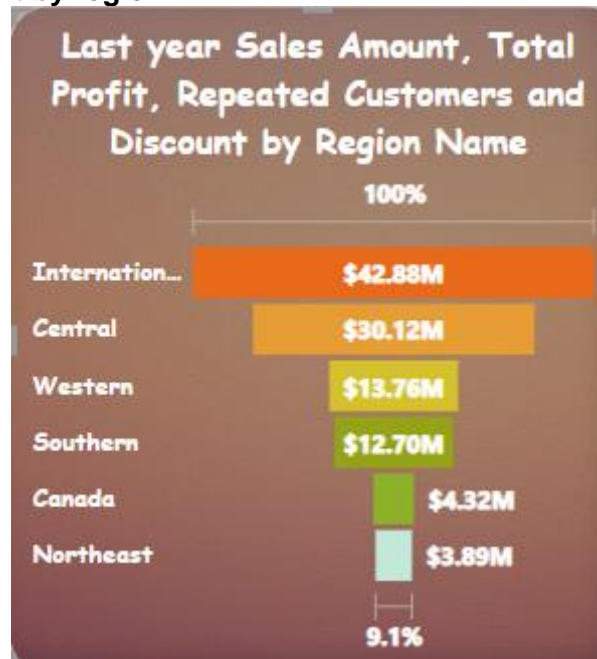 Last year Sales Amount, Total
Profit, Repeated Customers and
Discount by Region Name
100%
Internation... $42.88M
Central $30.12M
Western $13.76M
Southern $12.70M
Canada $4.32M
Northeast $3.89M
9.1%